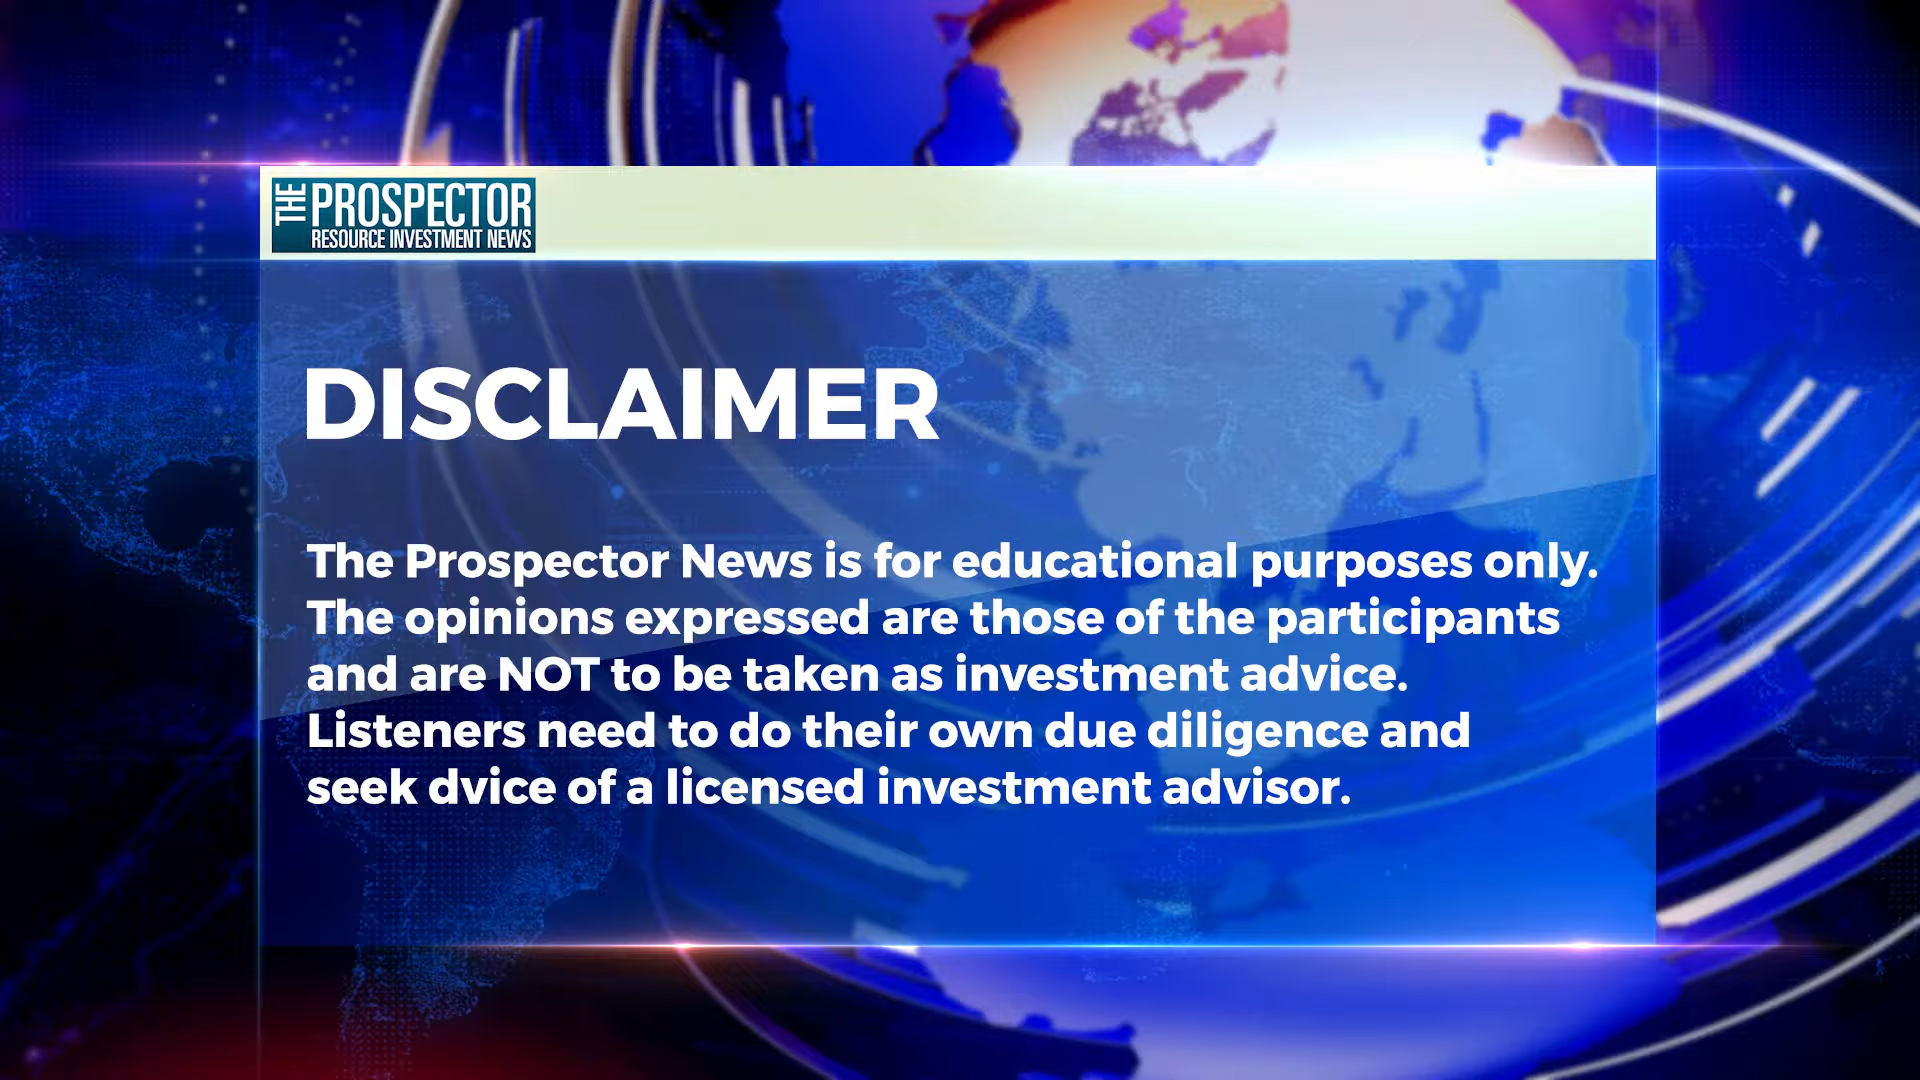 THE PROSPECTOR
RESOURCE INVESTMENT NEWS
DISCLAIMER
The Prospector News is for educational purposes only.
The opinions expressed are those of the participants
and are NOT to be taken as investment advice.
Listeners need to do their own due diligence and
seek dvice of a licensed investment advisor.